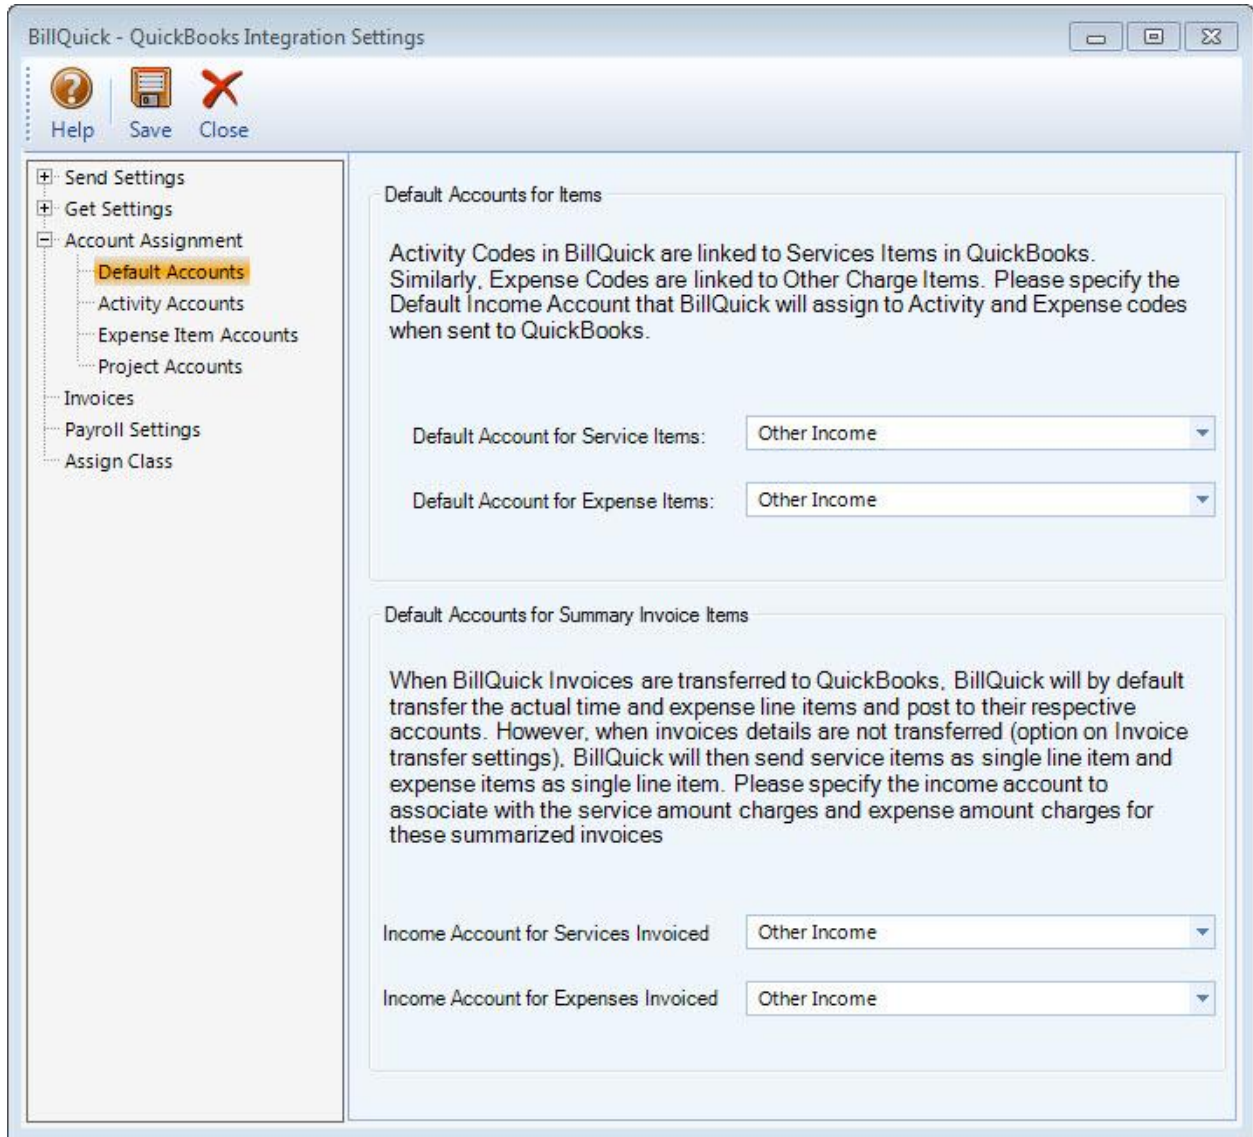 BillQuick - QuickBooks Integration Settings
Help Save Close
Send Settings
Get Settings
Account Assignment
Default Accounts
Activity Accounts
Expense Item Accounts
Project Accounts
Invoices
Payroll Settings
Assign Class
Default Accounts for Items
Activity Codes in BillQuick are linked to Services Items in QuickBooks.
Similarly, Expense Codes are linked to Other Charge Items. Please specify the
Default Income Account that BillQuick will assign to Activity and Expense codes
when sent to QuickBooks.
Default Account for Service Items: Other Income
Default Account for Expense Items: Other Income
Default Accounts for Summary Invoice Items
When BillQuick Invoices are transferred to QuickBooks, BillQuick will by default
transfer the actual time and expense line items and post to their respective
accounts. However, when invoices details are not transferred (option on Invoice
transfer settings), BillQuick will then send service items as single line item and
expense items as single line item. Please specify the income account to
associate with the service amount charges and expense amount charges for
these summarized invoices
Income Account for Services Invoiced Other Income
Income Account for Expenses Invoiced Other Income